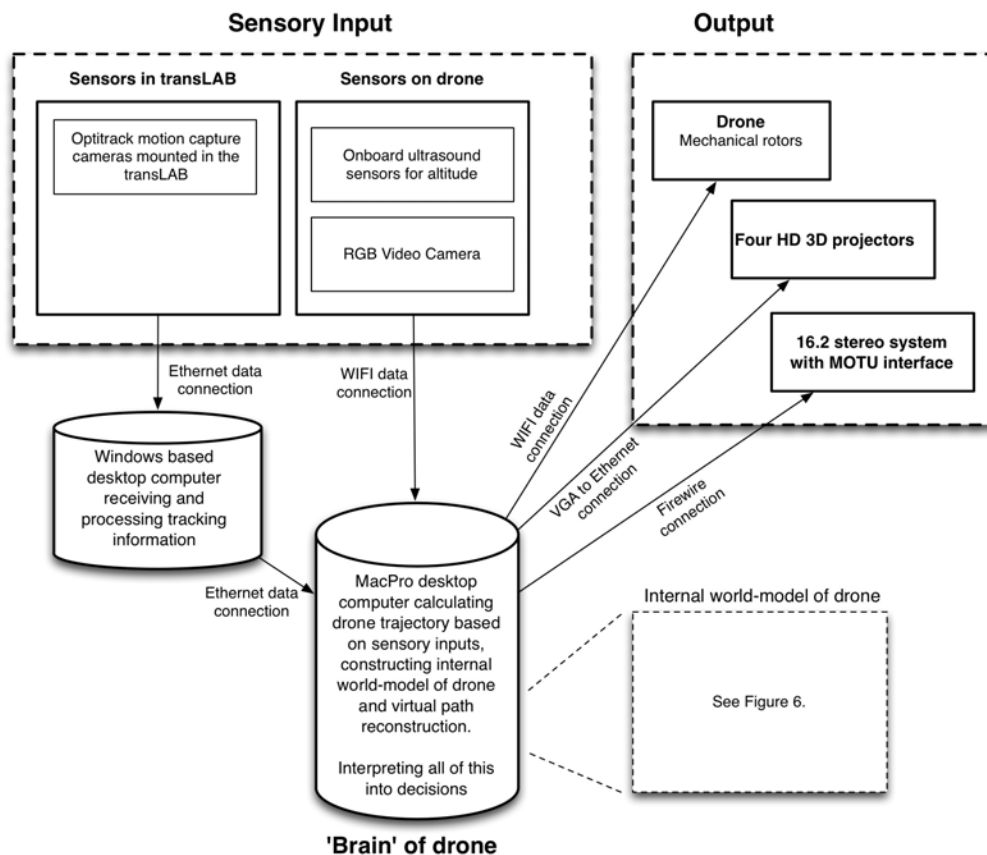 Sensory Input
Output
Sensors in transLAB
Sensors on drone
Optitrack motion capture
cameras mounted in the
transLAB
Onboard ultrasound
sensors for altitude
RGB Video Camera
Drone
Mechanical rotors
Four HD 3D projectors
16.2 stereo system
with MOTU interface
Ethernet data
connection
WIFI data
connection
WIFI data
connection
VGA to Ethernet
connection
Firewire
connection
Windows based
desktop computer
receiving and
processing tracking
information
Ethernet data
connection
MacPro desktop
computer calculating
drone trajectory based
on sensory inputs,
constructing internal
world-model of drone
and virtual path
reconstruction.
Interpreting all of this
into decisions
'Brain' of drone
Internal world-model of drone
See Figure 6.